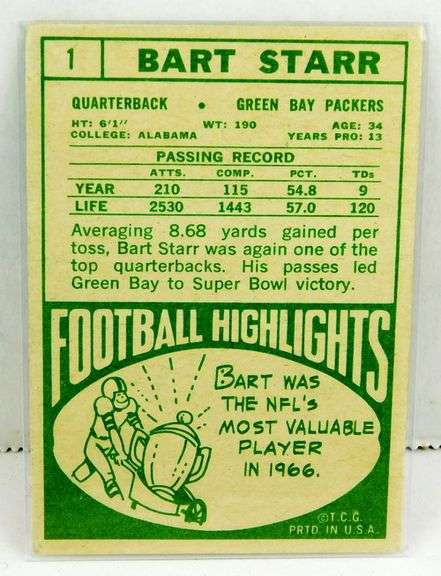 1 BART STARR
QUARTERBACK • GREEN BAY PACKERS
HT: 6'1" WT: 190 AGE: 34
COLLEGE: ALABAMA YEARS PRO: 13
PASSING RECORD
ATTS. COMP. PCT. TDs
YEAR 210 115 54.8 9
LIFE 2530 1443 57.0 120
Averaging 8.68 yards gained per
toss, Bart Starr was again one of the
top quarterbacks. His passes led
Green Bay to Super Bowl victory.
FOOTBALL HIGHLIGHTS
BART WAS
THE NFL'S
MOST VALUABLE
PLAYER
IN 1966.
©T.C.G.
PRTD. IN U.S.A.